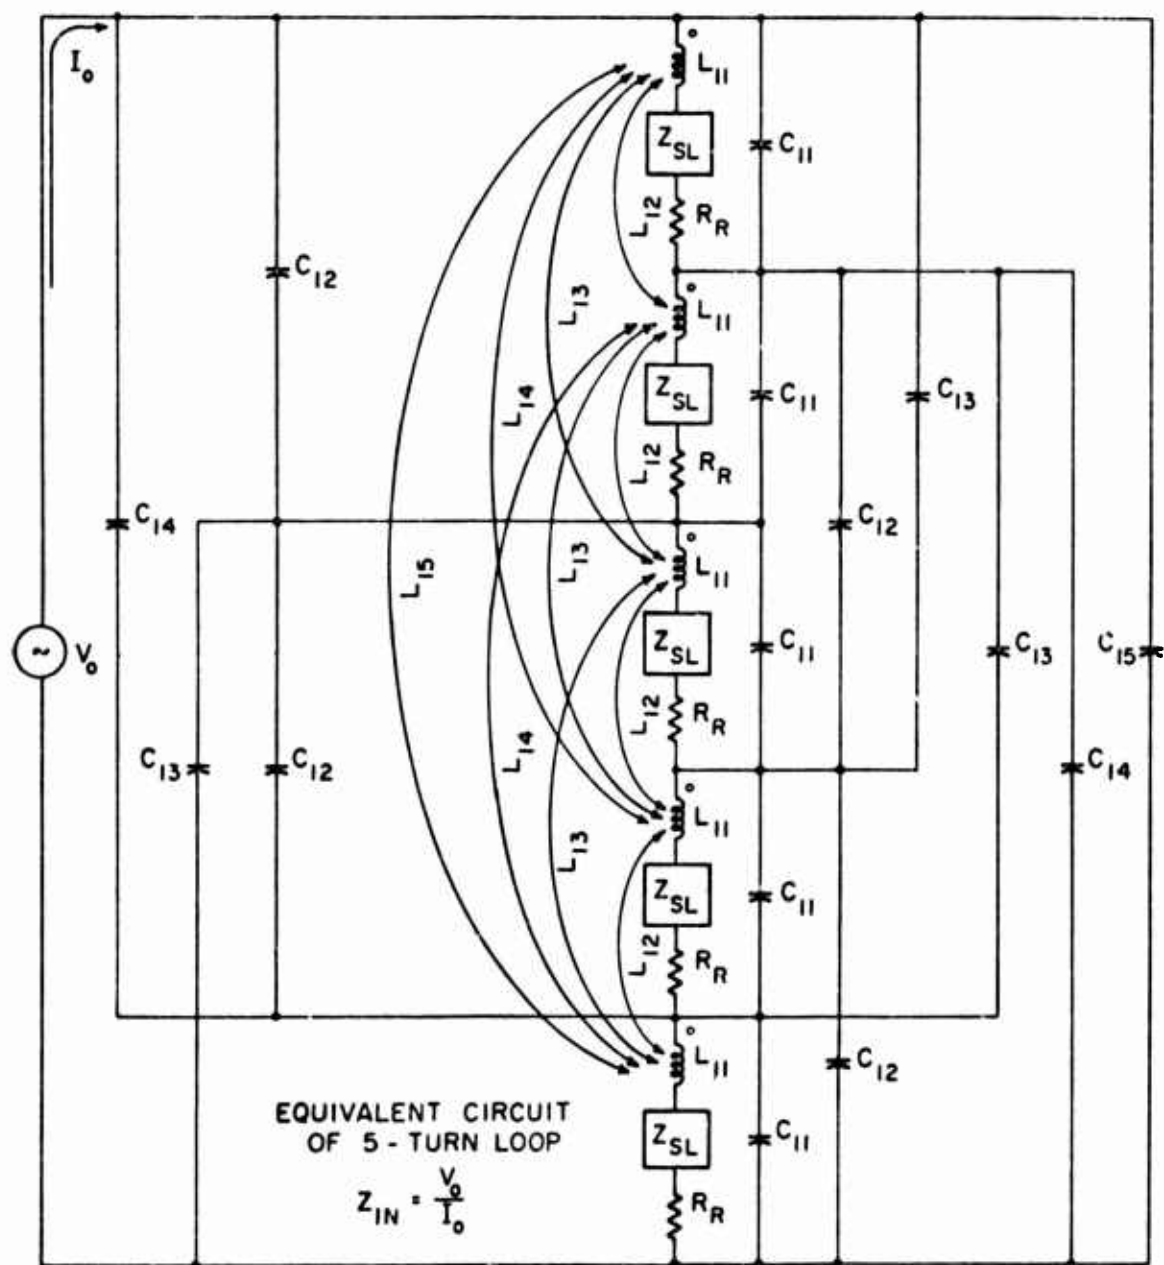 I₀
L₁₁
Z_SL
C₁₁
L₁₂
R_R
C₁₂
L₁₃
L₁₁
Z_SL
C₁₁
C₁₃
L₁₄
L₁₂
R_R
C₁₄
C₁₂
L₁₅
L₁₃
L₁₁
V₀
Z_SL
C₁₁
C₁₃
C₁₅
L₁₂
R_R
C₁₃
C₁₂
L₁₄
C₁₄
L₁₃
L₁₁
Z_SL
C₁₁
L₁₂
R_R
L₁₁
C₁₂
EQUIVALENT CIRCUIT
OF 5-TURN LOOP
Z_SL
C₁₁
Z_IN = V₀/I₀
R_R